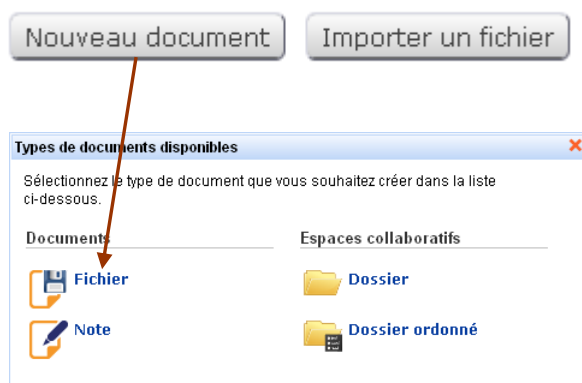 Nouveau document
Importer un fichier
Types de documents disponibles
Sélectionnez le type de document que vous souhaitez créer dans la liste
ci-dessous.
Documents
Espaces collaboratifs
Fichier
Dossier
Note
Dossier ordonné